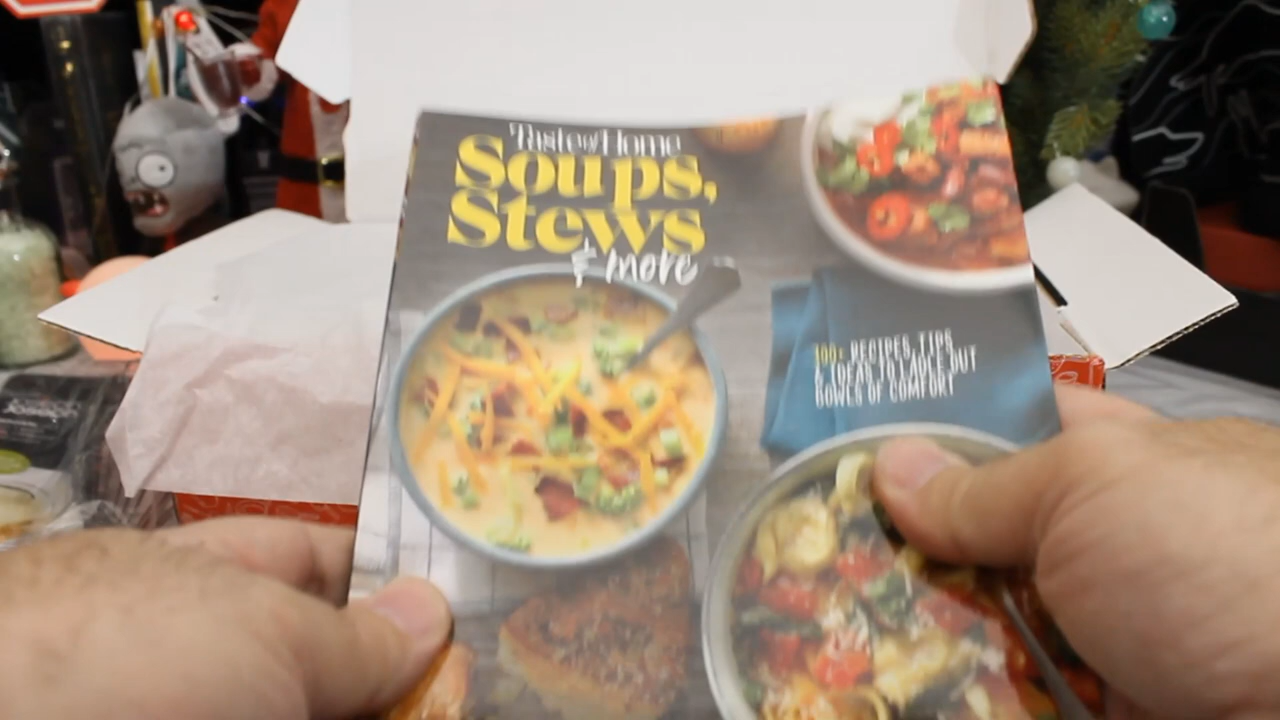 Taste of Home
Soups,
Stews
& more
100+ RECIPES, TIPS
& IDEAS TO LADLE OUT
BOWLS OF COMFORT